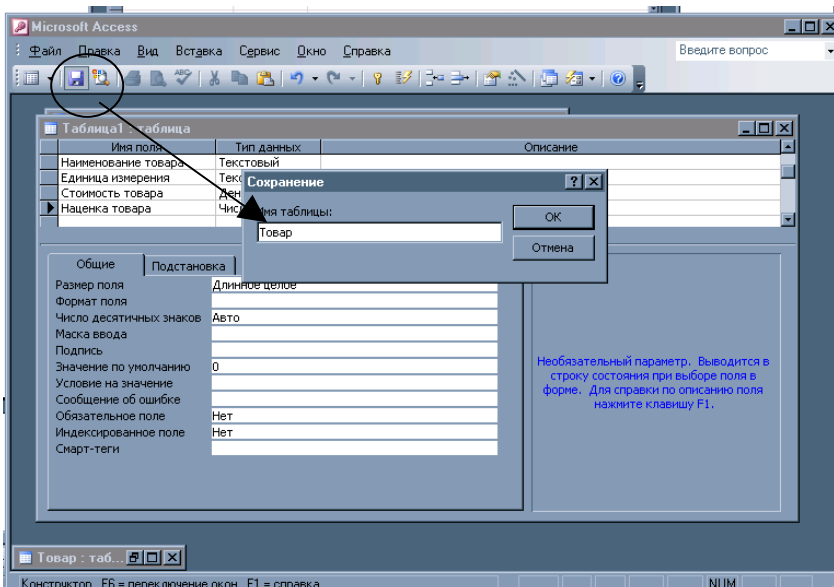 Microsoft Access
Файл Правка Вид Вставка Сервис Окно Справка Введите вопрос
Таблица1 : таблица
Имя поля Тип данных Описание
Наименование товара Текстовый
Единица измерения
Стоимость товара
Наценка товара
Сохранение
Имя таблицы:
Товар
OK
Отмена
Общие Подстановка
Размер поля Длинное целое
Формат поля
Число десятичных знаков Авто
Маска ввода
Подпись
Значение по умолчанию 0
Условие на значение
Сообщение об ошибке
Обязательное поле Нет
Индексированное поле Нет
Смарт-теги
Необязательный параметр. Выводится в
строку состояния при выборе поля в
форме. Для справки по описанию поля
нажмите клавишу F1.
Товар : таб...
Конструктор. F6 = переключение окон. F1 = справка. NUM